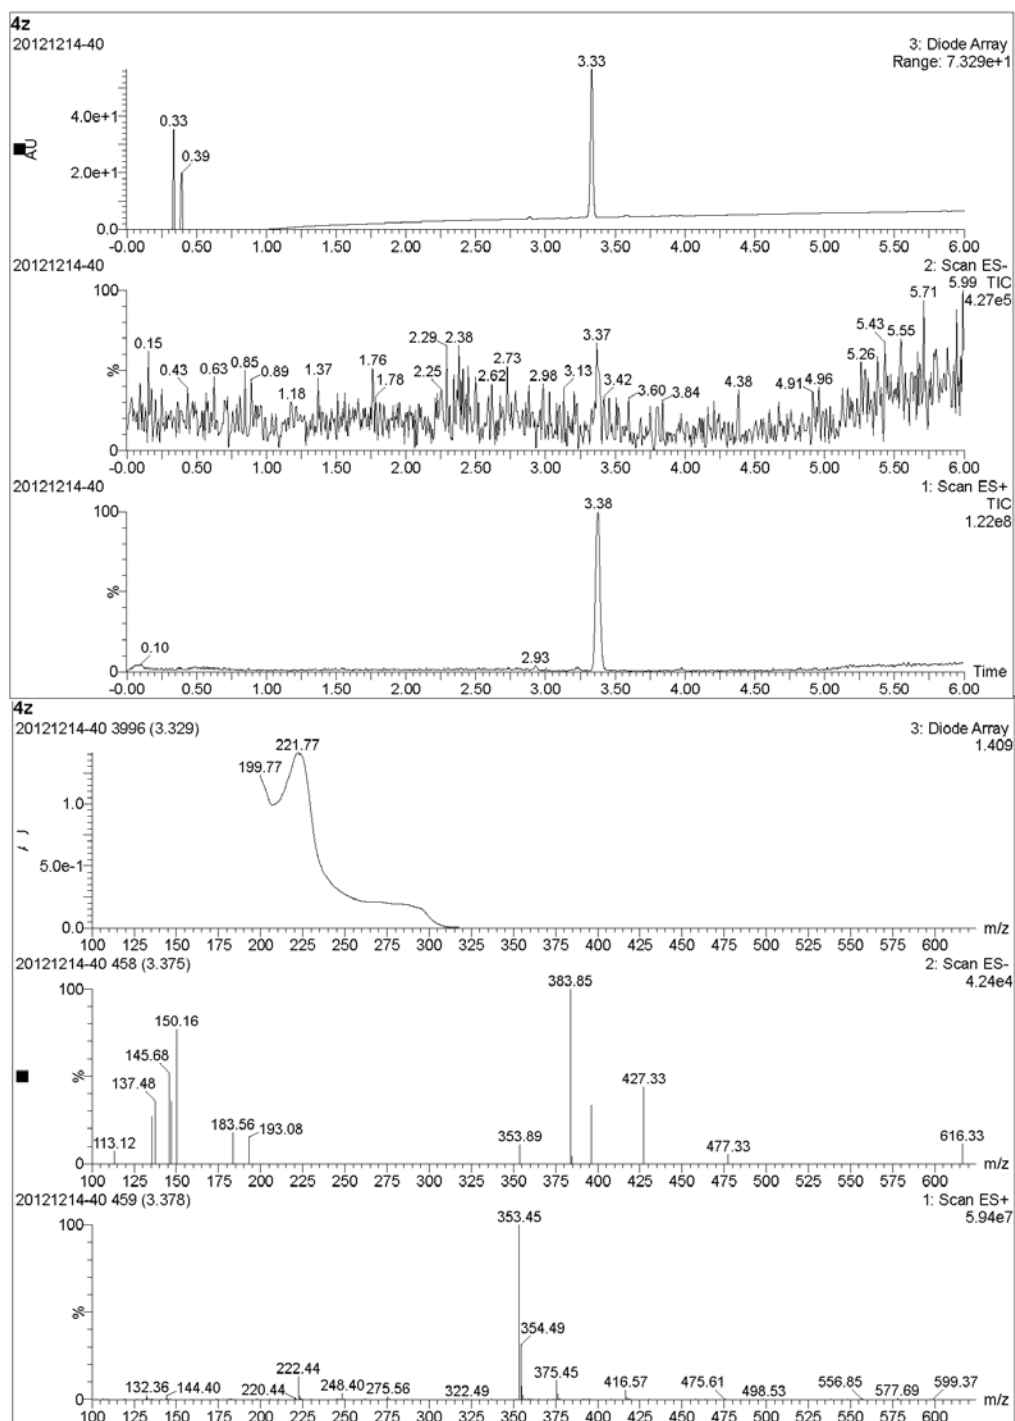 4z
20121214-40
3: Diode Array
Range: 7.329e+1
3.33
4.0e+1
0.33
AU
0.39
2.0e+1
0.0
-0.00 0.50 1.00 1.50 2.00 2.50 3.00 3.50 4.00 4.50 5.00 5.50 6.00
20121214-40
2: Scan ES-
TIC
4.27e5
100
%
0
0.15 0.43 0.63 0.85 0.89 1.18 1.37 1.76 1.78 2.25 2.29 2.38 2.62 2.73 2.98 3.13 3.37 3.42 3.60 3.84 4.38 4.91 4.96 5.26 5.43 5.55 5.71 5.99
-0.00 0.50 1.00 1.50 2.00 2.50 3.00 3.50 4.00 4.50 5.00 5.50 6.00
20121214-40
1: Scan ES+
TIC
1.22e8
100
3.38
%
0.10
2.93
0
Time
-0.00 0.50 1.00 1.50 2.00 2.50 3.00 3.50 4.00 4.50 5.00 5.50 6.00
4z
20121214-40 3996 (3.329)
3: Diode Array
1.409
221.77
199.77
1.0
5.0e-1
0.0
m/z
100 125 150 175 200 225 250 275 300 325 350 375 400 425 450 475 500 525 550 575 600
20121214-40 458 (3.375)
2: Scan ES-
4.24e4
100
383.85
150.16
145.68
%
137.48
427.33
183.56
193.08
113.12
353.89
477.33
616.33
0
m/z
100 125 150 175 200 225 250 275 300 325 350 375 400 425 450 475 500 525 550 575 600
20121214-40 459 (3.378)
1: Scan ES+
5.94e7
353.45
100
%
354.49
222.44
375.45
132.36 144.40 220.44 248.40 275.56 322.49 416.57 475.61 498.53 556.85 577.69 599.37
0
m/z
100 125 150 175 200 225 250 275 300 325 350 375 400 425 450 475 500 525 550 575 600